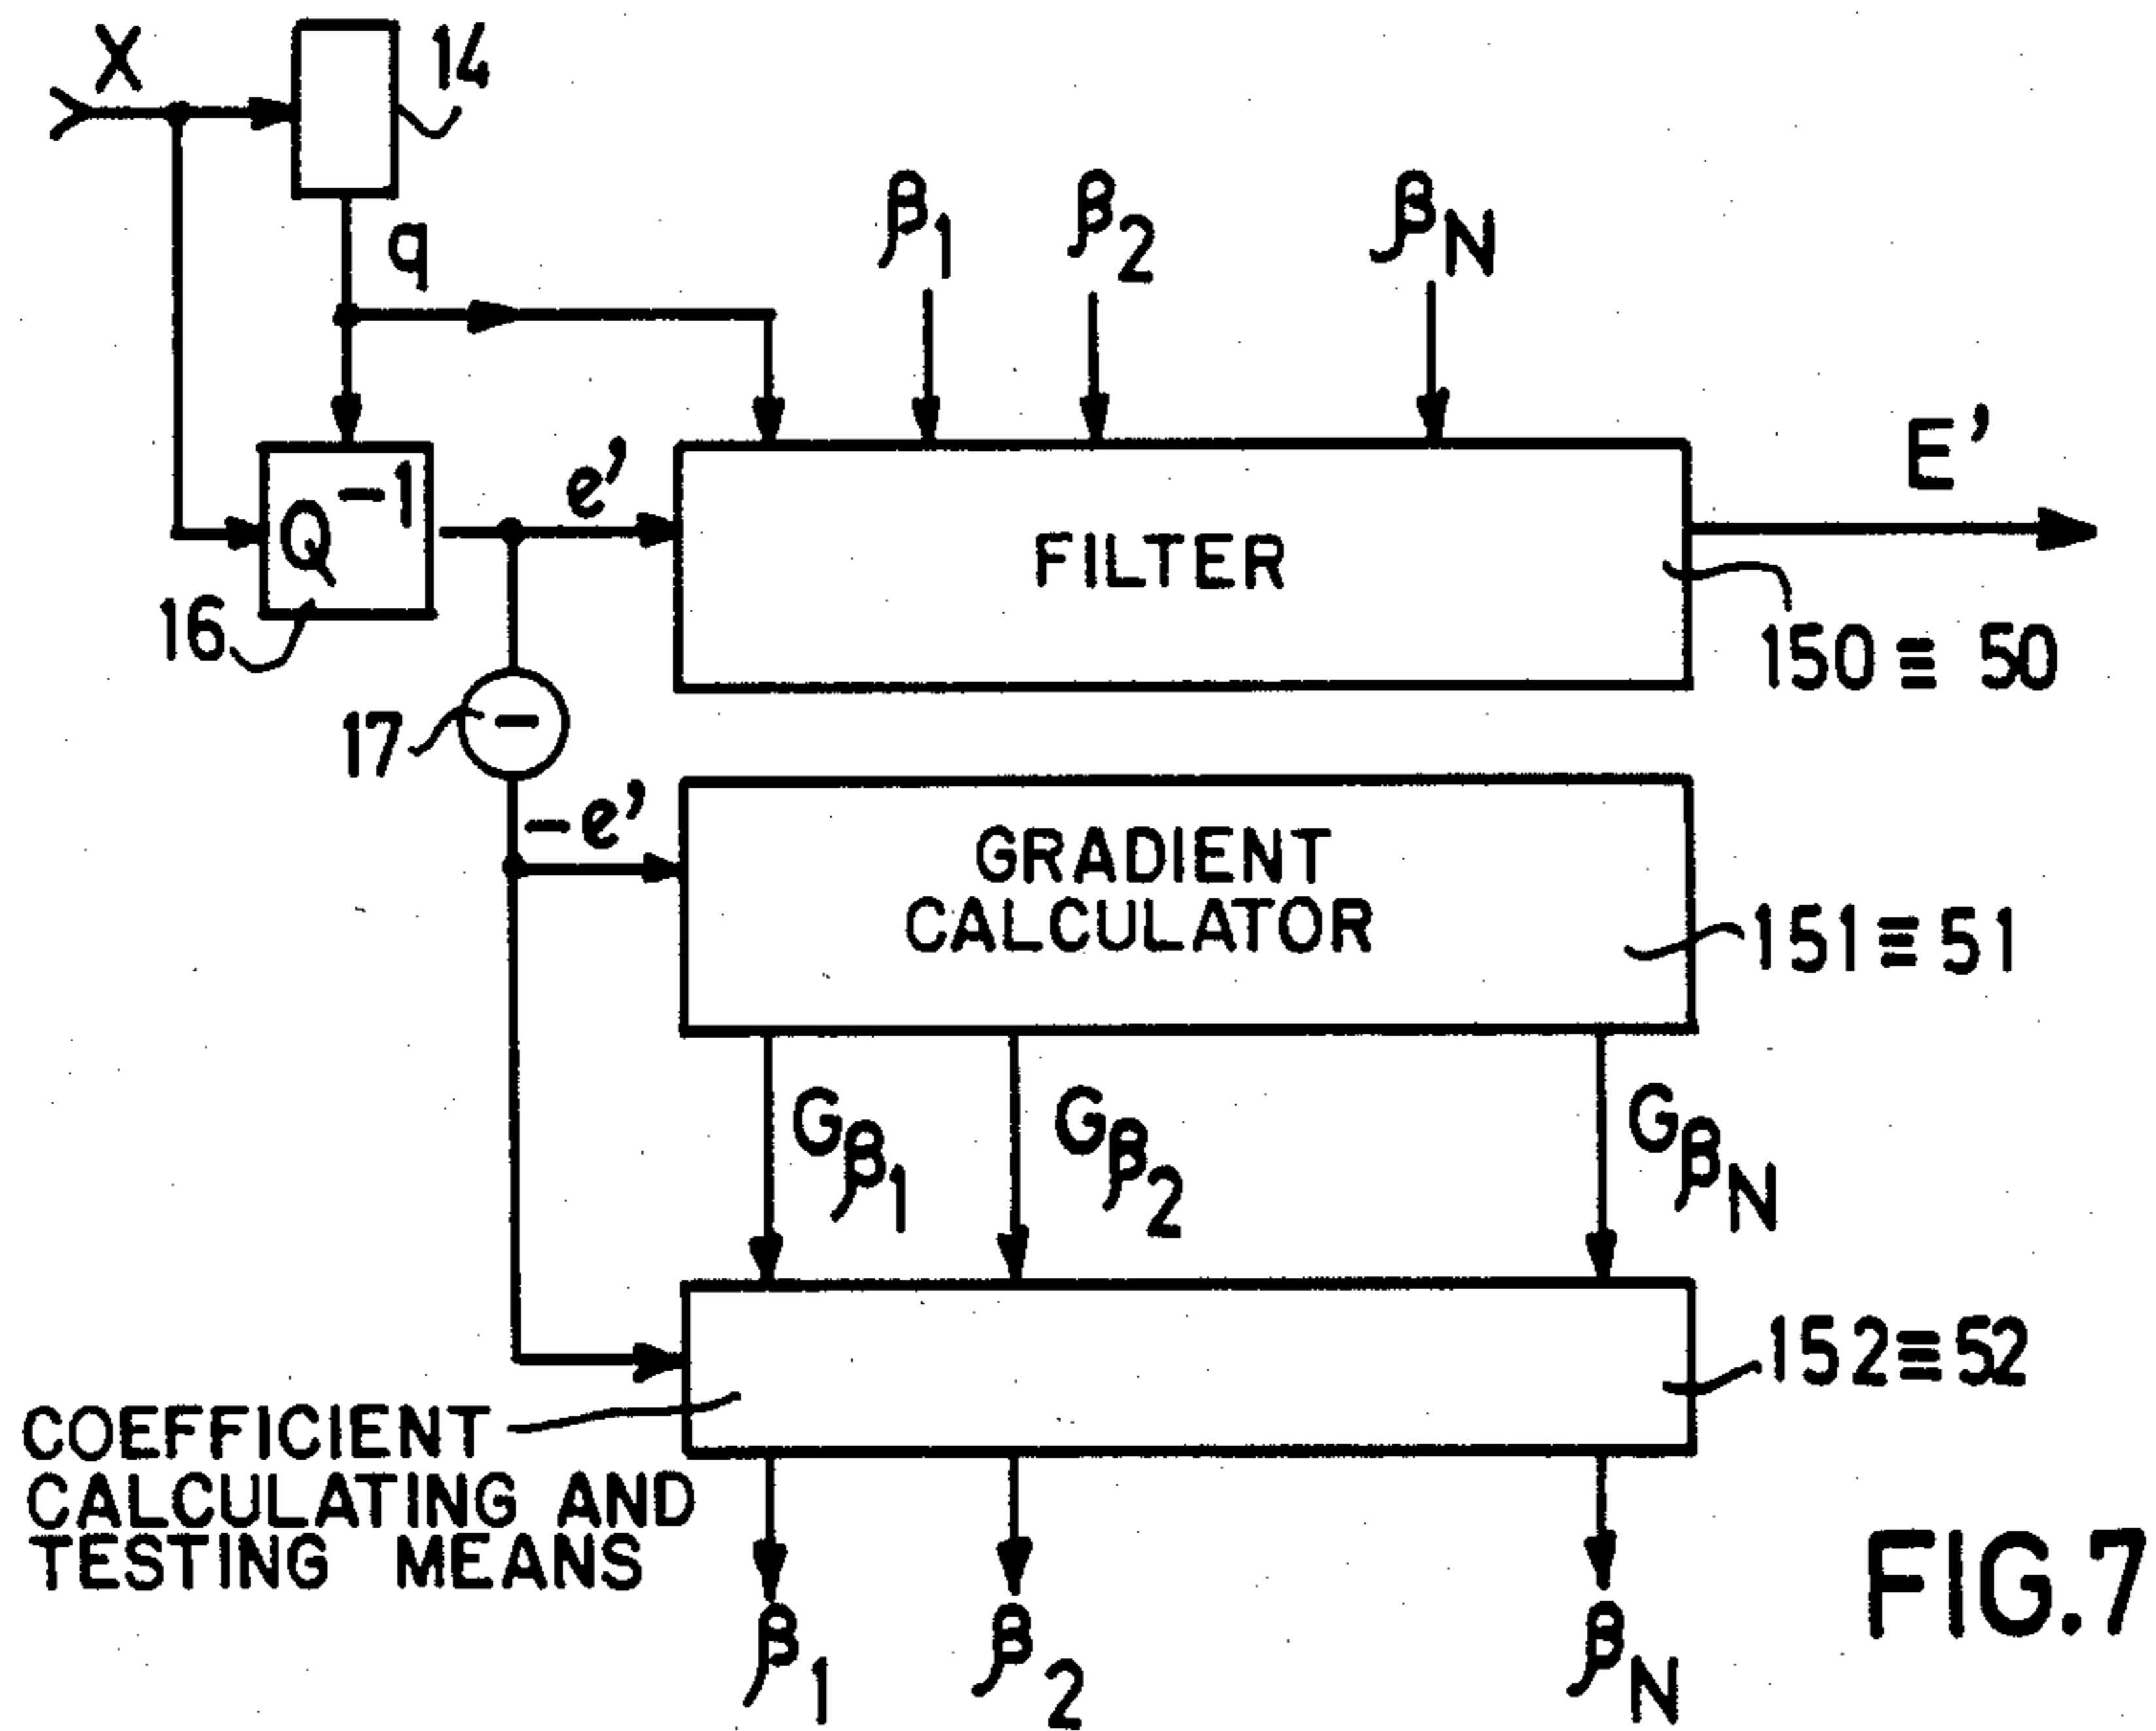 X
14
q
β1
β2
βN
Q-1
16
e'
FILTER
E'
150≡50
17
-e'
GRADIENT
CALCULATOR
151≡51
Gβ1
Gβ2
GβN
152≡52
COEFFICIENT
CALCULATING AND
TESTING MEANS
β1
β2
βN
FIG.7